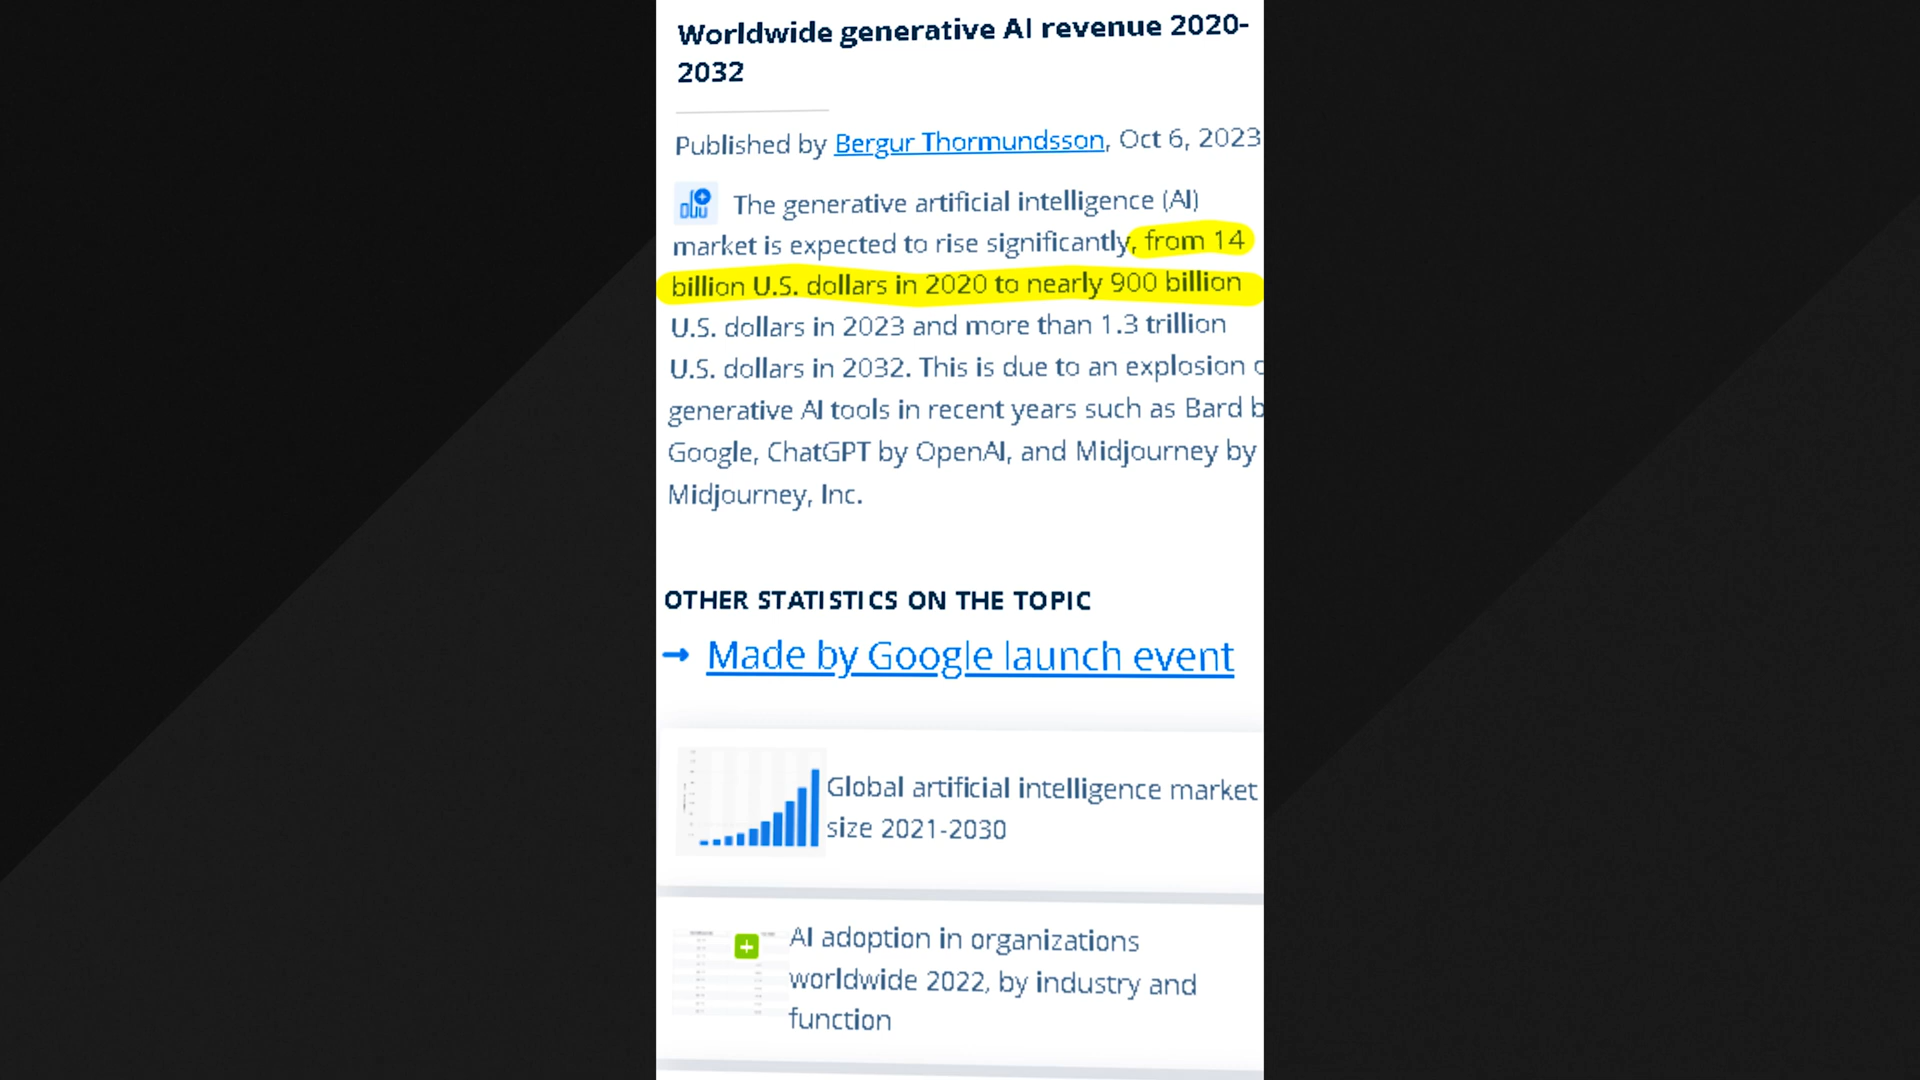 Worldwide generative AI revenue 2020-
2032
Published by Bergur Thormundsson, Oct 6, 2023
The generative artificial intelligence (AI)
market is expected to rise significantly, from 14
billion U.S. dollars in 2020 to nearly 900 billion
U.S. dollars in 2023 and more than 1.3 trillion
U.S. dollars in 2032. This is due to an explosion
generative AI tools in recent years such as Bard
Google, ChatGPT by OpenAI, and Midjourney by
Midjourney, Inc.
OTHER STATISTICS ON THE TOPIC
→ Made by Google launch event
Global artificial intelligence market
size 2021-2030
AI adoption in organizations
worldwide 2022, by industry and
function